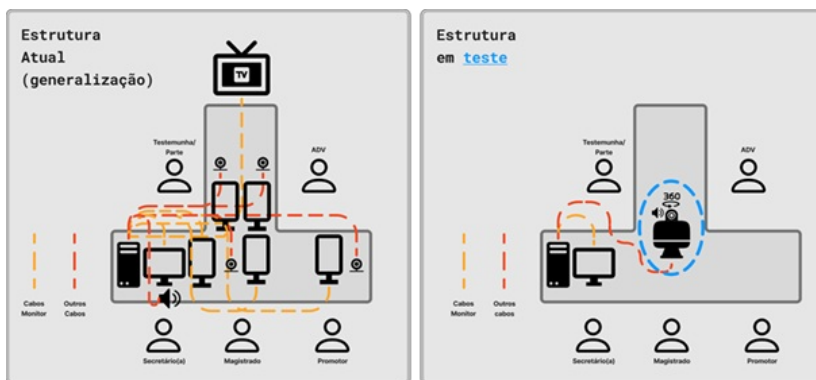 Estrutura
Atual
(generalização)
TV
Testemunha/
Parte
ADV
Cabos
Monitor
Outros
Cabos
Secretário(a)
Magistrado
Promotor
Estrutura
em teste
Testemunha/
Parte
ADV
360
Cabos
Monitor
Outros
cabos
Secretário(a)
Magistrado
Promotor